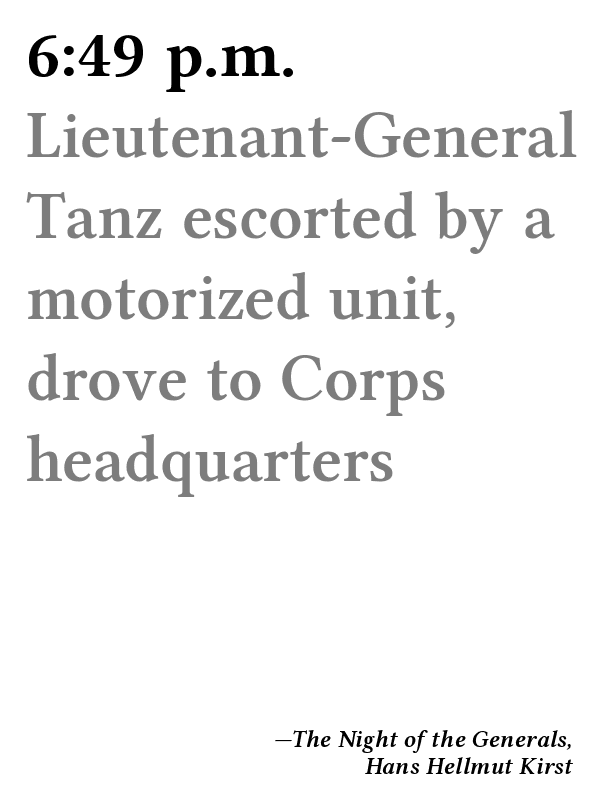 6:49 p.m.
Lieutenant-General
Tanz escorted by a
motorized unit,
drove to Corps
headquarters
—The Night of the Generals,
Hans Hellmut Kirst